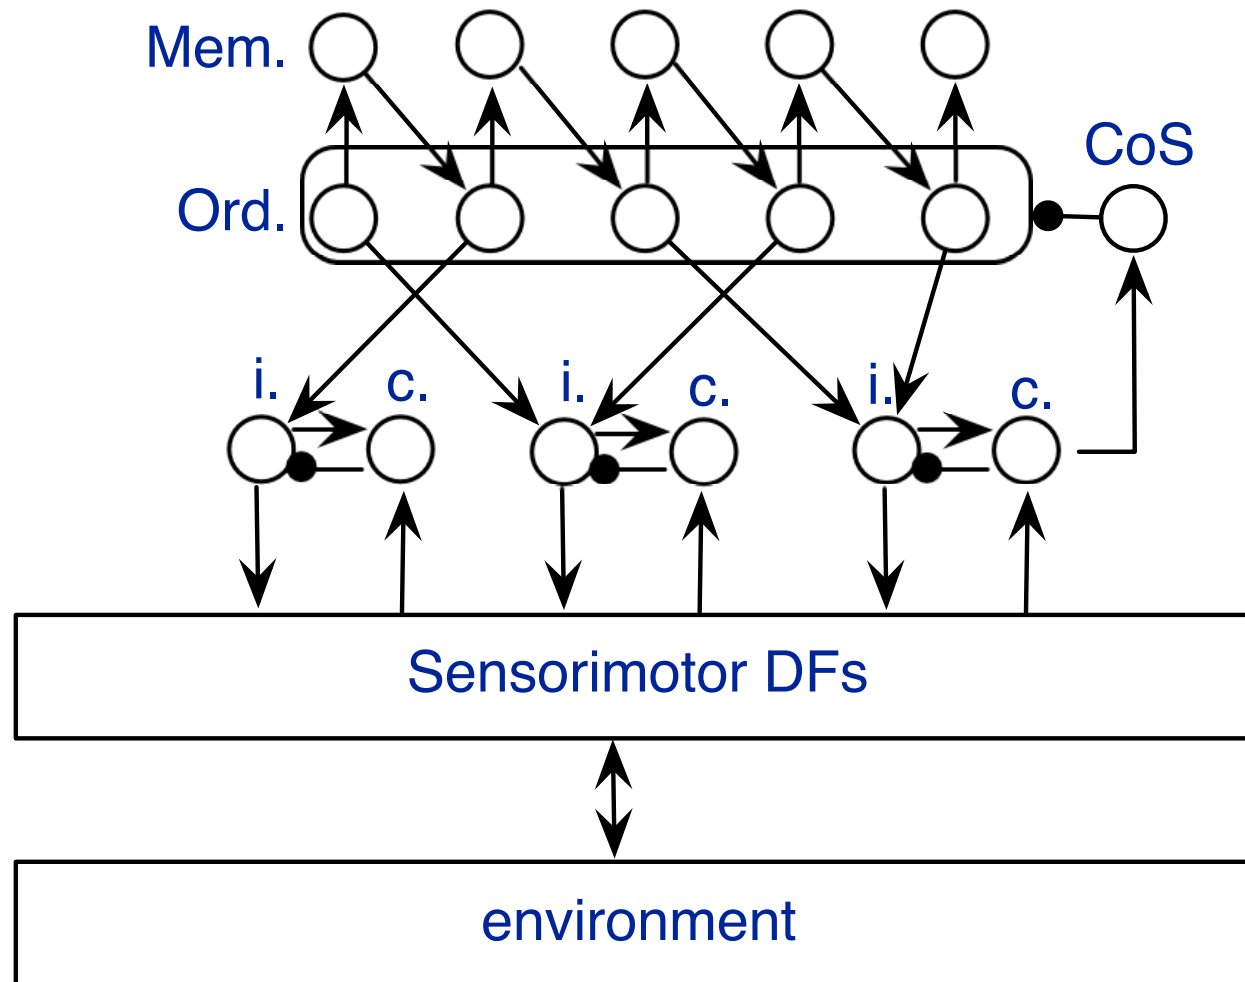 Mem.
CoS
Ord.
i.
c.
i.
c.
i.
c.
Sensorimotor DFs
environment